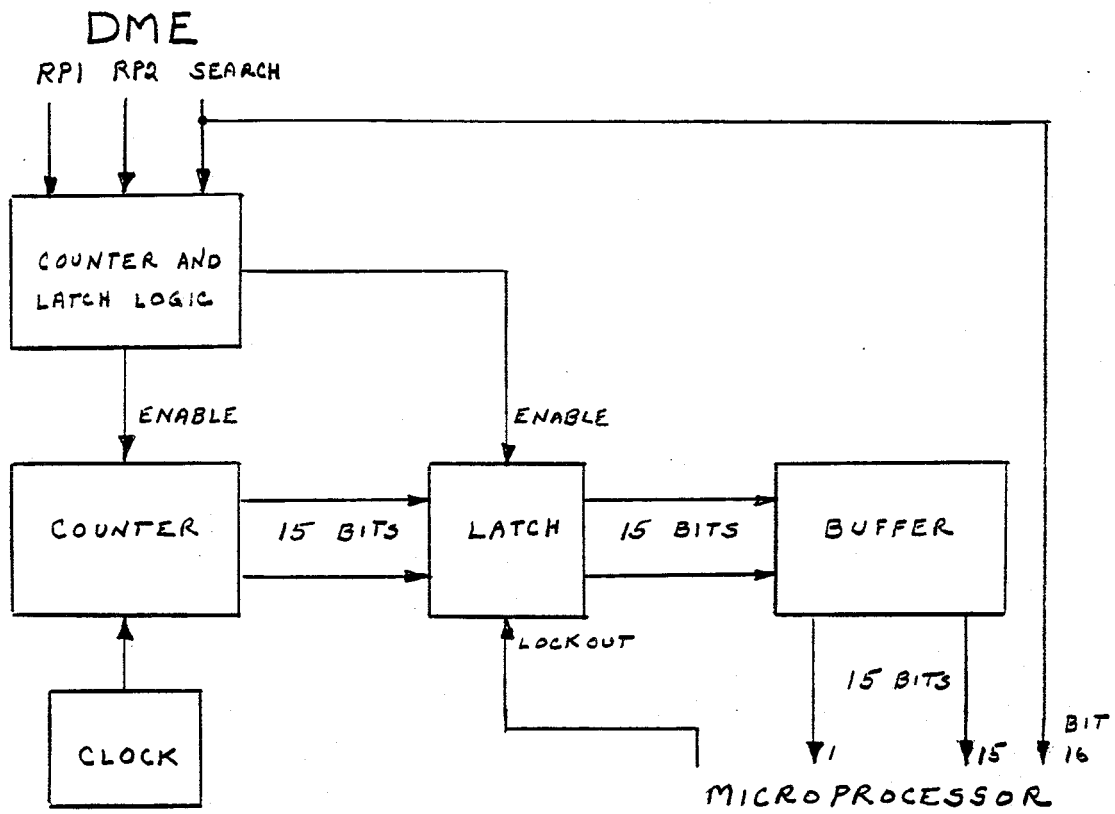 DME
RP1 RP2 SEARCH
COUNTER AND
LATCH LOGIC
ENABLE
ENABLE
COUNTER
15 BITS
LATCH
15 BITS
BUFFER
LOCKOUT
15 BITS
CLOCK
1
15
BIT
16
MICROPROCESSOR